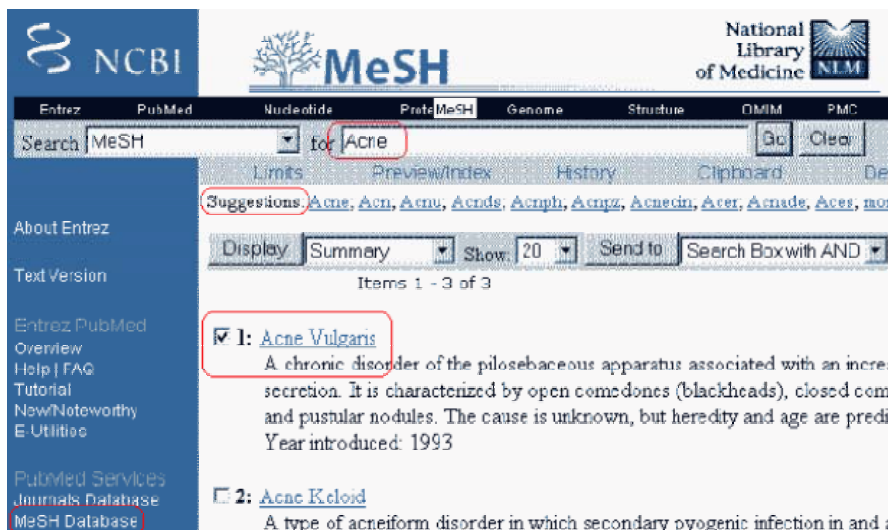 NCBI
MeSH
National
Library
of Medicine NLM
Entrez PubMed Nucleotide Prote MeSH Genome Structure OMIM PMC
Search MeSH for Acne Go Clear
Limits Preview/Index History Clipboard De
Suggestions: Acne, Acn, Acnu, Acnds, Acnph, Acnpz, Acnecin, Acer, Acnade, Aces, mor
Display Summary Show: 20 Send to Search Box with AND
Items 1 - 3 of 3
About Entrez
Text Version
Entrez PubMed
Overview
Help | FAQ
Tutorial
New/Noteworthy
E-Utilities
PubMed Services
Journals Database
MeSH Database
1: Acne Vulgaris
A chronic disorder of the pilosebaceous apparatus associated with an incre
secretion. It is characterized by open comedones (blackheads), closed com
and pustular nodules. The cause is unknown, but heredity and age are predi
Year introduced: 1993
2: Acne Keloid
A type of acneiform disorder in which secondary pyogenic infection in and a